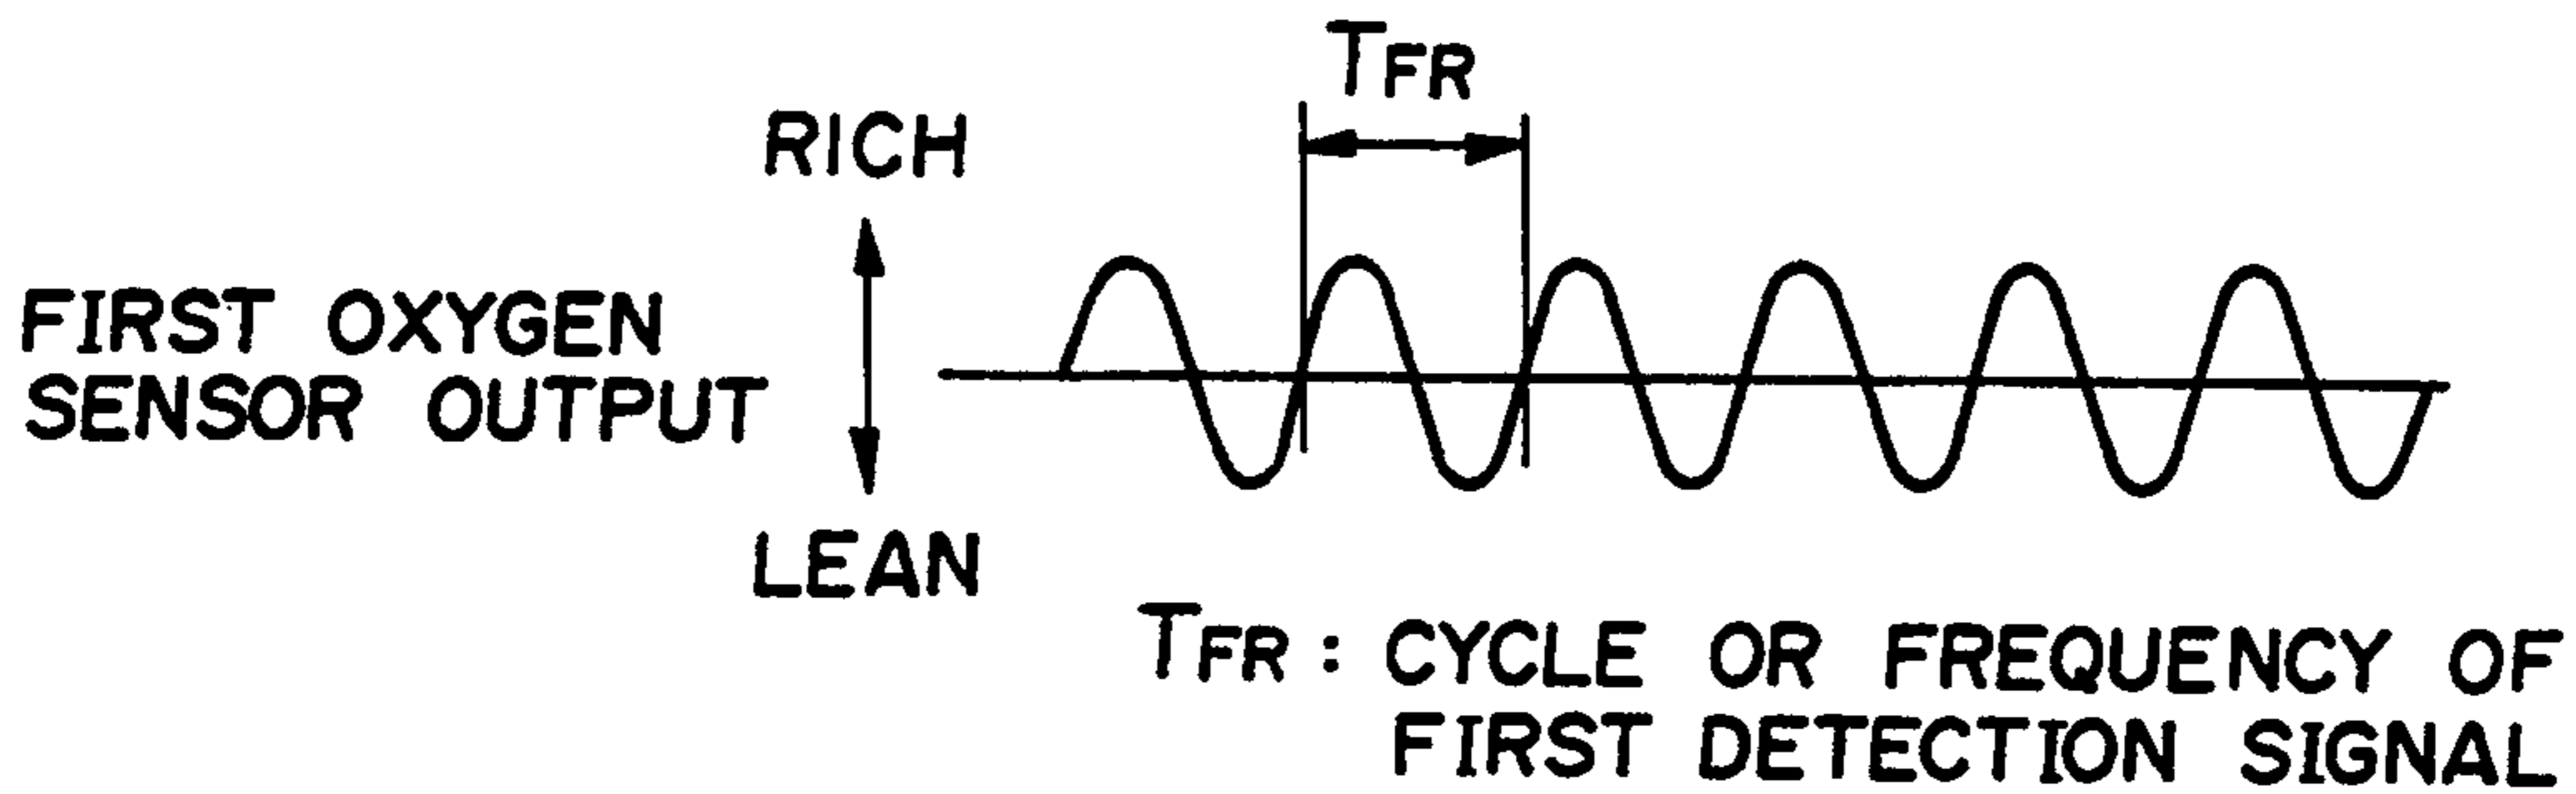 TFR
RICH
FIRST OXYGEN
SENSOR OUTPUT
LEAN
TFR : CYCLE OR FREQUENCY OF
FIRST DETECTION SIGNAL